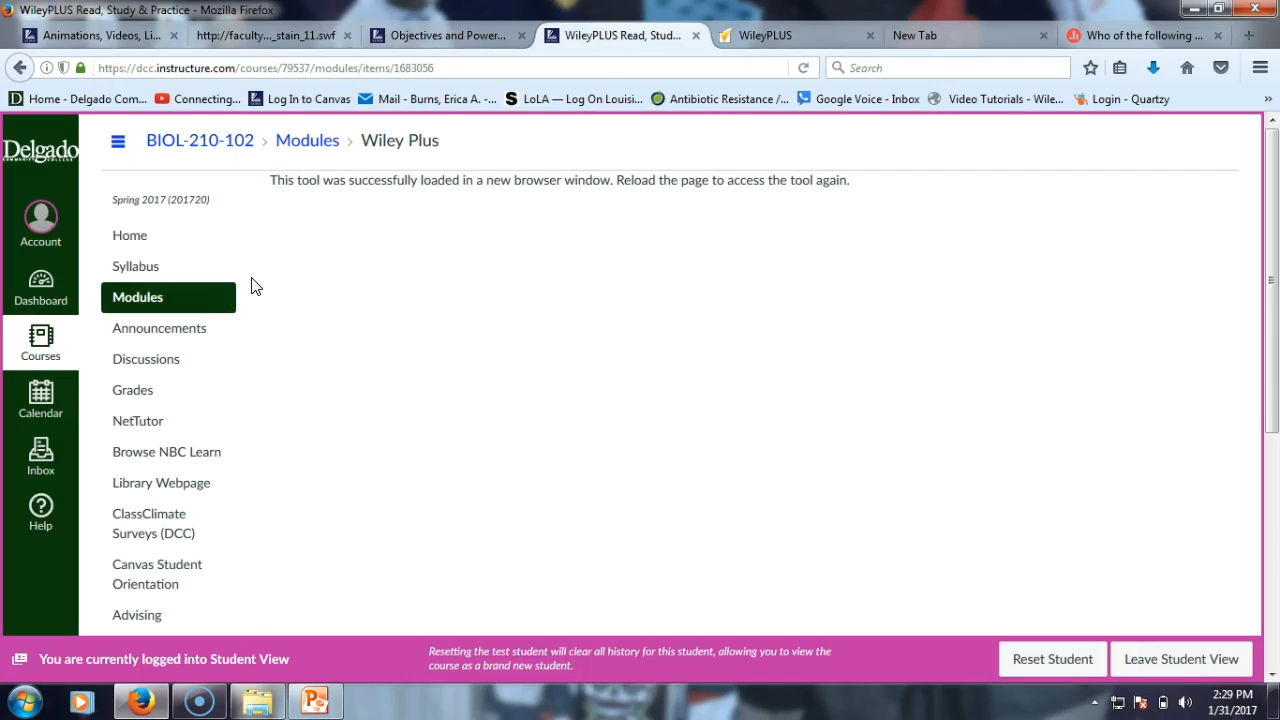 WileyPLUS Read, Study & Practice - Mozilla Firefox
Animations, Videos, Li...
http://faculty..._stain_11.swf
Objectives and Power...
WileyPLUS Read, Stud...
WileyPLUS
New Tab
Who of the following ...
https://dcc.instructure.com/courses/79537/modules/items/1683056
Search
Home - Delgado Com...
Connecting...
Log In to Canvas
Mail - Burns, Erica A. -...
LoLA — Log On Louisi...
Antibiotic Resistance /...
Google Voice - Inbox
Video Tutorials - Wile...
Login - Quartzy
Delgado
COMMUNITY COLLEGE
BIOL-210-102 › Modules › Wiley Plus
This tool was successfully loaded in a new browser window. Reload the page to access the tool again.
Spring 2017 (201720)
Account
Dashboard
Courses
Calendar
Inbox
Help
Home
Syllabus
Modules
Announcements
Discussions
Grades
NetTutor
Browse NBC Learn
Library Webpage
ClassClimate
Surveys (DCC)
Canvas Student
Orientation
Advising
You are currently logged into Student View
Resetting the test student will clear all history for this student, allowing you to view the
course as a brand new student.
Reset Student
Leave Student View
2:29 PM
1/31/2017